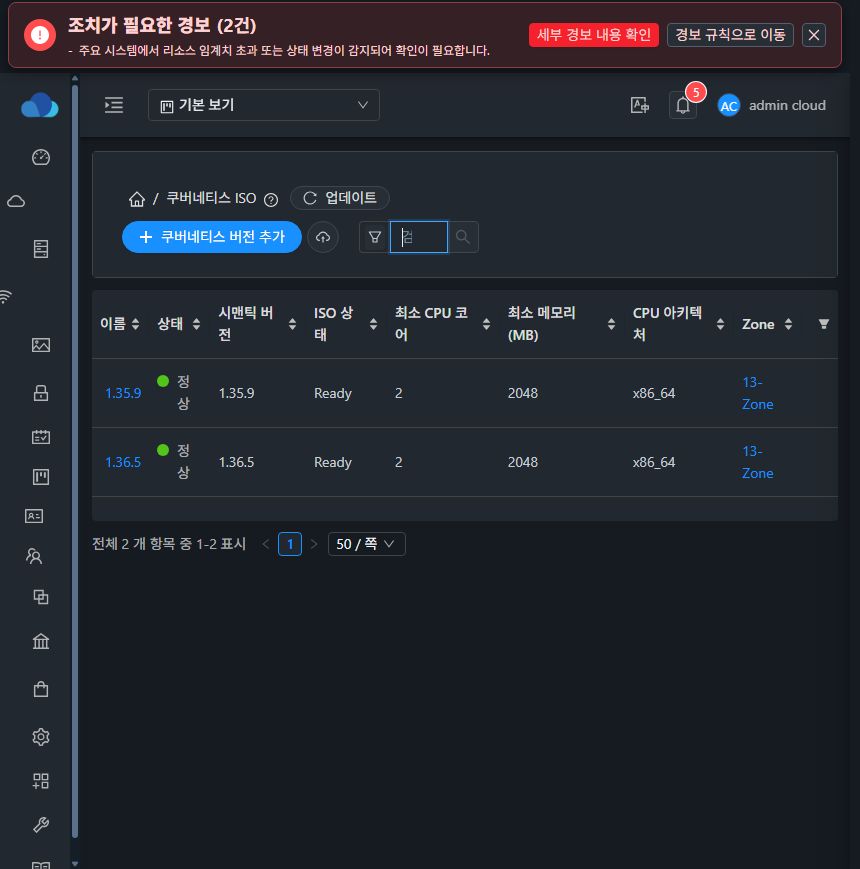 조치가 필요한 경보 (2건)
- 주요 시스템에서 리소스 임계치 초과 또는 상태 변경이 감지되어 확인이 필요합니다.
세부 경보 내용 확인
경보 규칙으로 이동
기본 보기
5
AC
admin cloud
/ 쿠버네티스 ISO
업데이트
쿠버네티스 버전 추가
검
이름
상태
시맨틱 버
전
ISO 상
태
최소 CPU 코
어
최소 메모리
(MB)
CPU 아키텍
처
Zone
1.35.9
정
상
1.35.9
Ready
2
2048
x86_64
13-
Zone
1.36.5
정
상
1.36.5
Ready
2
2048
x86_64
13-
Zone
전체 2 개 항목 중 1-2 표시
< 1 >
50 / 쪽